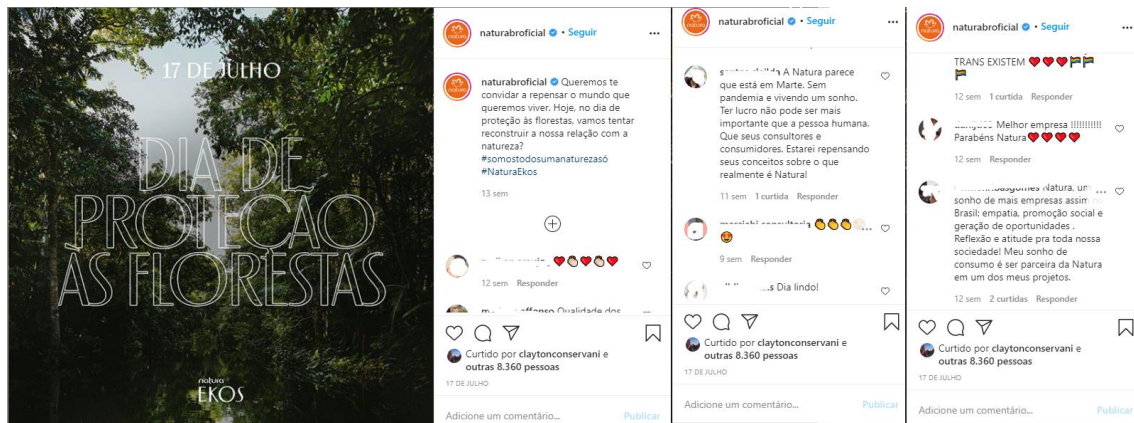 17 DE JULHO
DIA DE
PROTEÇÃO
ÀS FLORESTAS
natura
EKOS
natura
naturabroficial • Seguir
naturabroficial Queremos te
convidar a repensar o mundo que
queremos viver. Hoje, no dia de
proteção às florestas, vamos tentar
reconstruir a nossa relação com a
natureza?
#somostodosumanaturezasó
#NaturaEkos
13 sem
12 sem Responder
Qualidade dos
Curtido por claytonconservani e
outras 8.360 pessoas
17 DE JULHO
Adicione um comentário... Publicar
natura
naturabroficial • Seguir
A Natura parece
que está em Marte. Sem
pandemia e vivendo um sonho.
Ter lucro não pode ser mais
importante que a pessoa humana.
Que seus consultores e
consumidores. Estarei repensando
seus conceitos sobre o que
realmente é Natural
11 sem 1 curtida Responder
9 sem Responder
Dia lindo!
Curtido por claytonconservani e
outras 8.360 pessoas
17 DE JULHO
Adicione um comentário... Publicar
natura
naturabroficial • Seguir
TRANS EXISTEM ❤❤❤🏳️‍🌈🏳️‍🌈
🏳️‍🌈
12 sem 1 curtida Responder
Melhor empresa !!!!!!!!!!!
Parabéns Natura❤❤❤❤
12 sem Responder
Natura, um
sonho de mais empresas assim no
Brasil: empatia, promoção social e
geração de oportunidades .
Reflexão e atitude pra toda nossa
sociedade! Meu sonho de
consumo é ser parceira da Natura
em um dos meus projetos.
12 sem 2 curtidas Responder
Curtido por claytonconservani e
outras 8.360 pessoas
17 DE JULHO
Adicione um comentário... Publicar